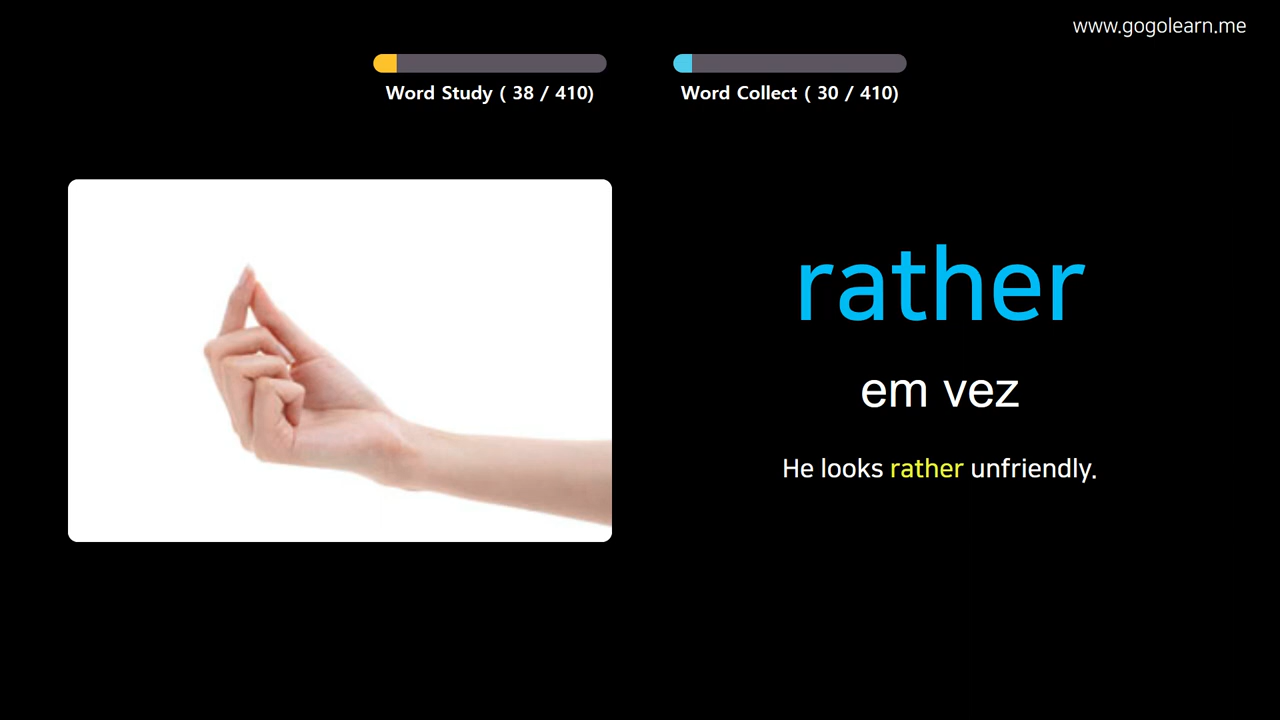 www.gogolearn.me
Word Study ( 38 / 410)
Word Collect ( 30 / 410)
rather
em vez
He looks rather unfriendly.